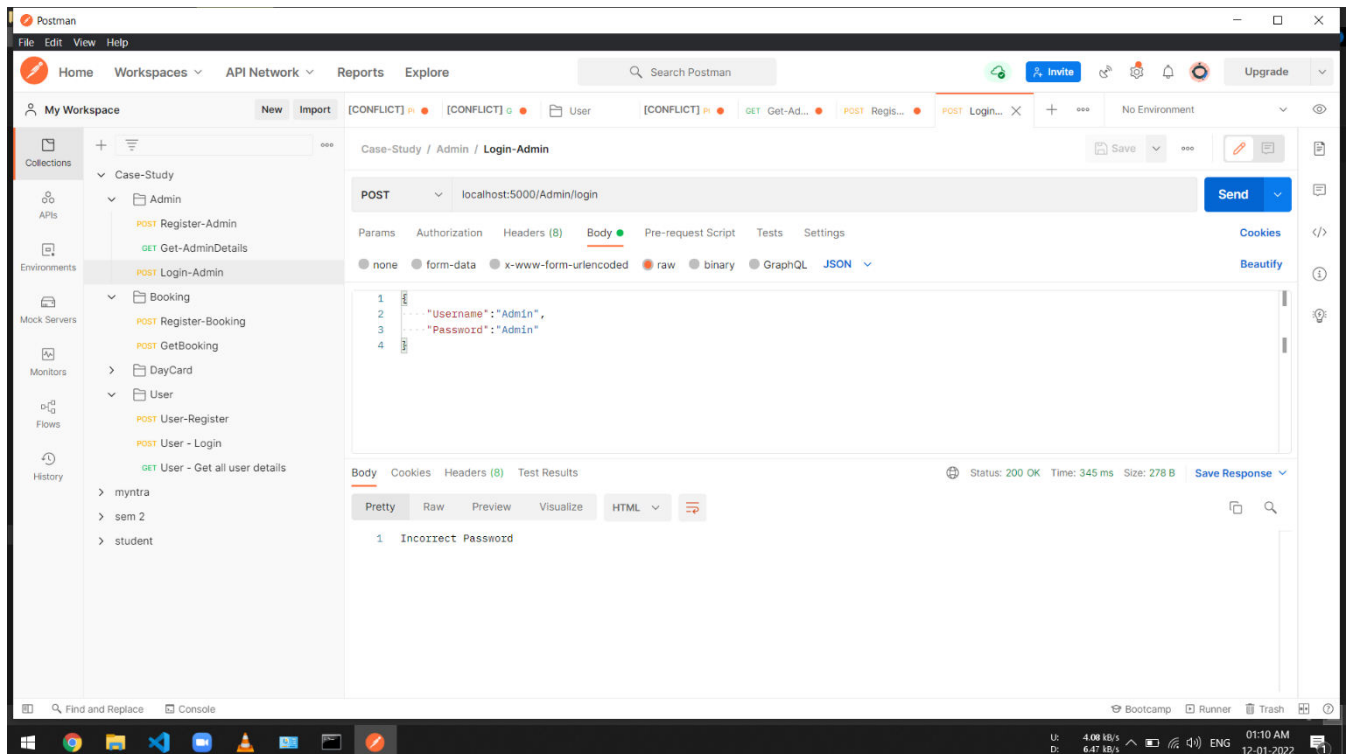 Postman
File Edit View Help
Home Workspaces API Network Reports Explore Search Postman Invite Upgrade
My Workspace New Import [CONFLICT] [CONFLICT] G User [CONFLICT] GET Get-Ad... POST Regis... POST Login... No Environment
Collections
APIs
Environments
Mock Servers
Monitors
Flows
History
Case-Study
Admin
POST Register-Admin
GET Get-AdminDetails
POST Login-Admin
Booking
POST Register-Booking
POST GetBooking
DayCard
User
POST User-Register
POST User - Login
GET User - Get all user details
myntra
sem 2
student
Case-Study / Admin / Login-Admin Save
POST localhost:5000/Admin/login Send
Params Authorization Headers (8) Body Pre-request Script Tests Settings Cookies
none form-data x-www-form-urlencoded raw binary GraphQL JSON Beautify
1 {
2 "Username":"Admin",
3 "Password":"Admin"
4 }
Body Cookies Headers (8) Test Results Status: 200 OK Time: 345 ms Size: 278 B Save Response
Pretty Raw Preview Visualize HTML
1 Incorrect Password
Find and Replace Console Bootcamp Runner Trash
U: 4.08 kB/s
D: 6.47 kB/s
ENG
01:10 AM
12-01-2022